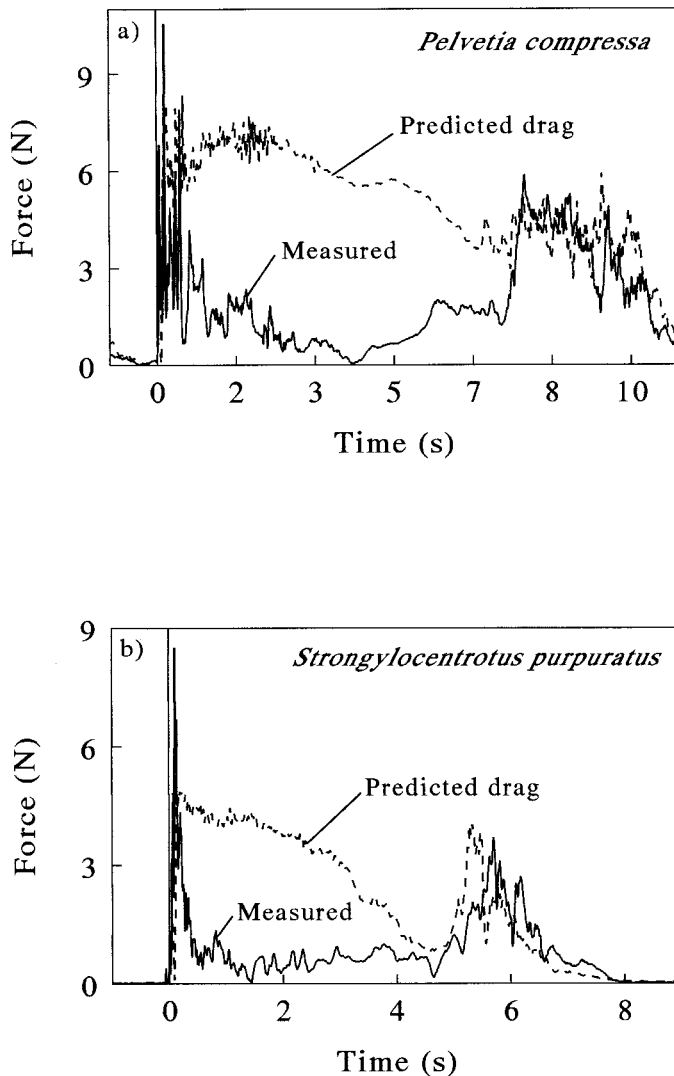 a)
Pelvetia compressa
9
6
3
0
Force (N)
Predicted drag
Measured
0 2 3 5 7 8 10
Time (s)
b)
Strongylocentrotus purpuratus
9
6
3
0
Force (N)
Predicted drag
Measured
0 2 4 6 8
Time (s)